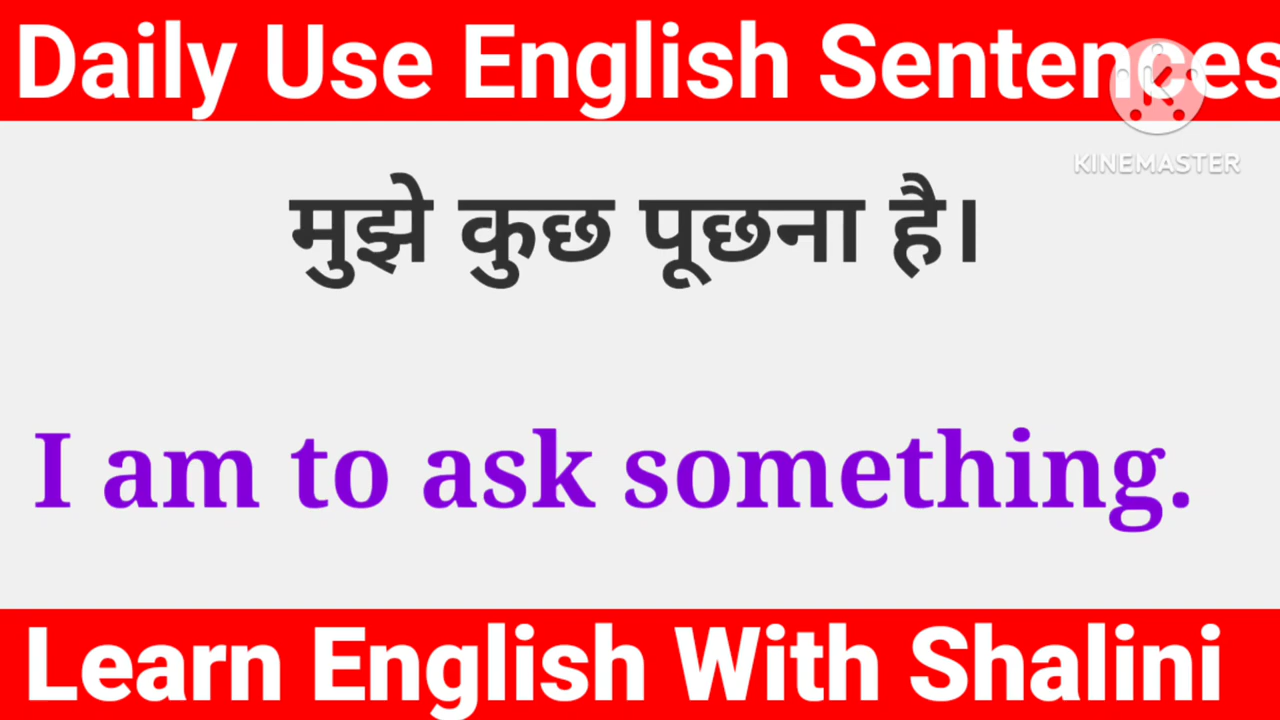 Daily Use English Sentences
KINEMASTER
मुझे कुछ पूछना है।
I am to ask something.
Learn English With Shalini